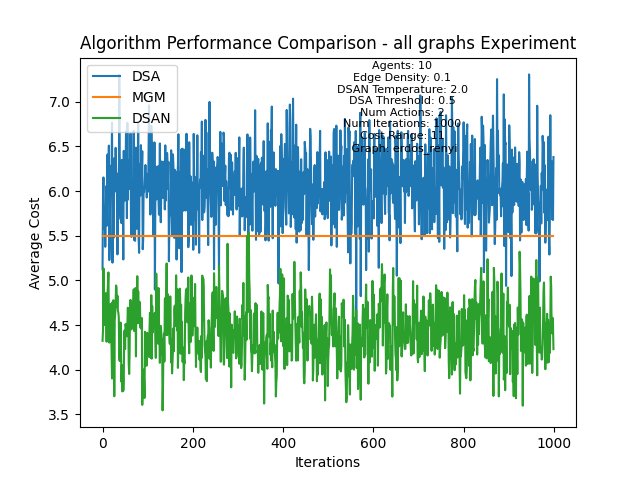 Algorithm Performance Comparison - all graphs Experiment
DSA
MGM
DSAN
Agents: 10
Edge Density: 0.1
DSAN Temperature: 2.0
DSA Threshold: 0.5
Num Actions: 2
Num Iterations: 1000
Cost Range: 11
Graph: erdos_renyi
Average Cost
7.0
6.5
6.0
5.5
5.0
4.5
4.0
3.5
0
200
400
600
800
1000
Iterations